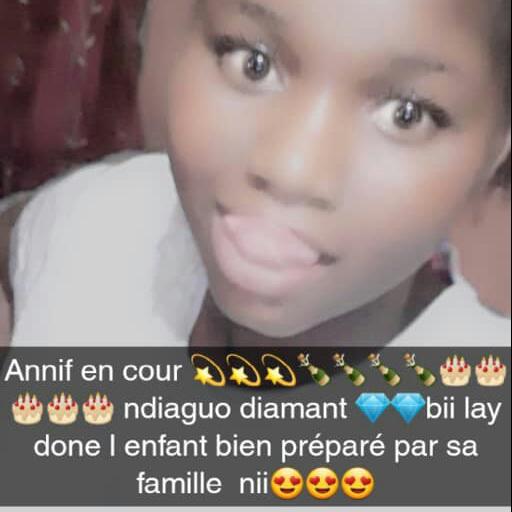 Annif en cour 💫💫💫🍾🍾🍾🍾🎂🎂
🎂🎂🎂 ndiaguo diamant 💎💎bii lay
done l enfant bien préparé par sa
famille  nii😍😍😍